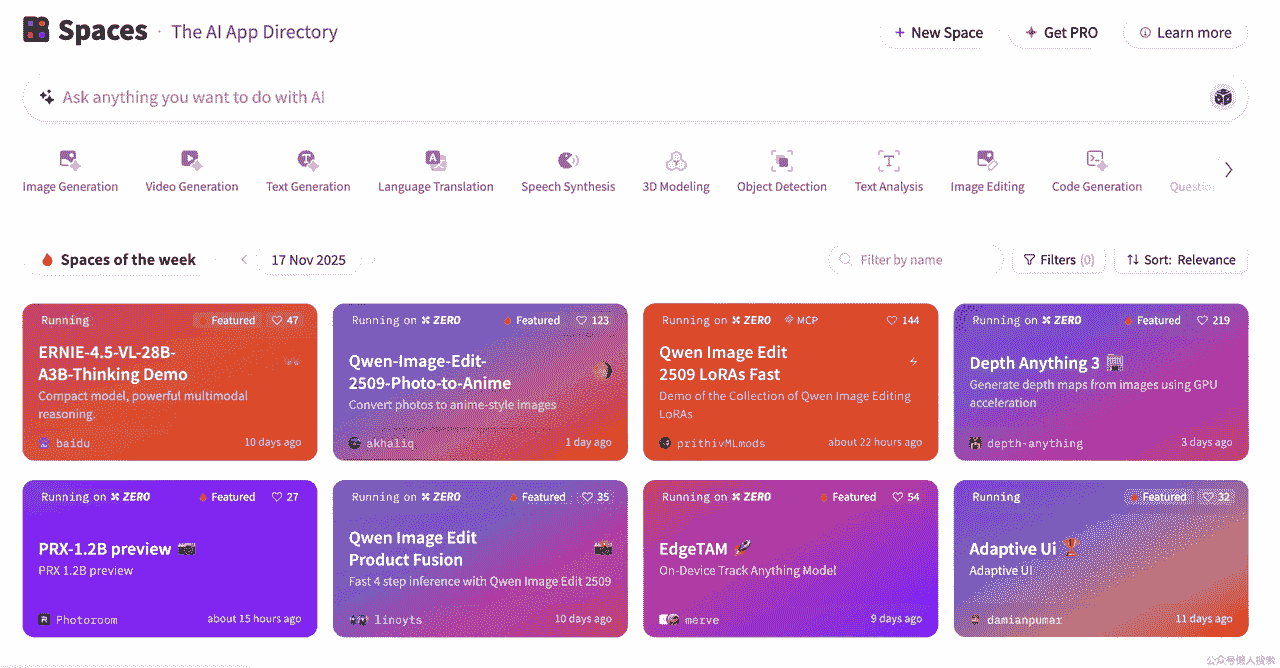 Spaces · The AI App Directory
+ New Space
Get PRO
Learn more
Ask anything you want to do with AI
Image Generation
Video Generation
Text Generation
Language Translation
Speech Synthesis
3D Modeling
Object Detection
Text Analysis
Image Editing
Code Generation
Question
Spaces of the week
17 Nov 2025
Filter by name
Filters (0)
Sort: Relevance
Running Featured 47
ERNIE-4.5-VL-28B-
A3B-Thinking Demo
Compact model, powerful multimodal
reasoning.
baidu 10 days ago
Running on ZERO Featured 123
Qwen-Image-Edit-
2509-Photo-to-Anime
Convert photos to anime-style images
akhaliq 1 day ago
Running on ZERO MCP 144
Qwen Image Edit
2509 LoRAs Fast
Demo of the Collection of Qwen Image Editing
LoRAs
prithivMLmods about 22 hours ago
Running on ZERO Featured 219
Depth Anything 3
Generate depth maps from images using GPU
acceleration
depth-anything 3 days ago
Running on ZERO Featured 27
PRX-1.2B preview
PRX 1.2B preview
Photoroom about 15 hours ago
Running on ZERO Featured 35
Qwen Image Edit
Product Fusion
Fast 4 step inference with Qwen Image Edit 2509
linoyts 10 days ago
Running on ZERO Featured 54
EdgeTAM
On-Device Track Anything Model
merve 9 days ago
Running Featured 32
Adaptive Ui
Adaptive UI
damianpumar 11 days ago
公众号懒人搜索